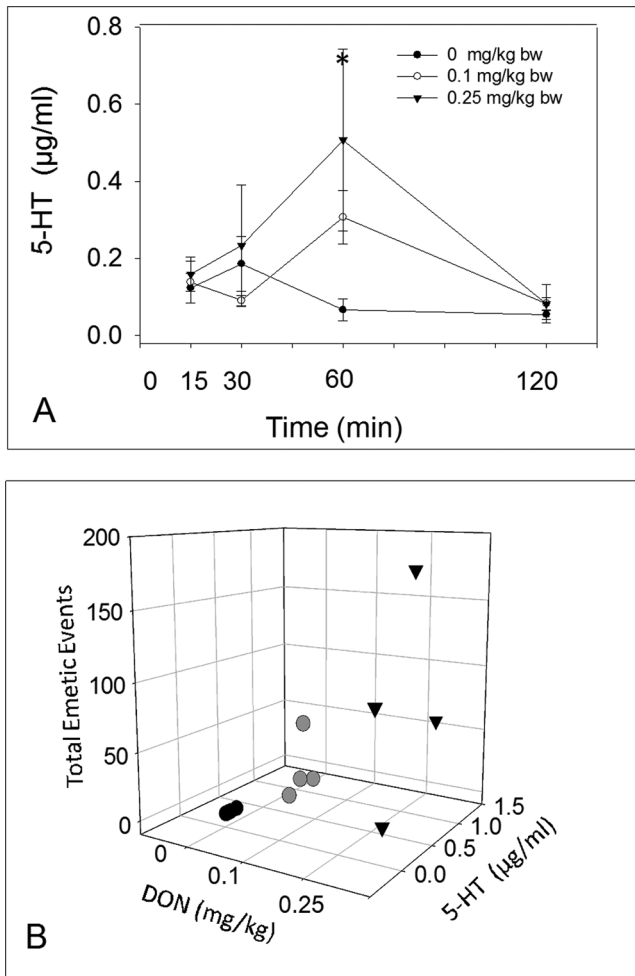 0.8
0.6
0.4
0.2
0.0
5-HT (µg/ml)
*
0 mg/kg bw
0.1 mg/kg bw
0.25 mg/kg bw
0 15 30 60 120
Time (min)
A
200
150
100
50
0
Total Emetic Events
0
0.1
0.25
DON (mg/kg)
0.0
0.5
1.0
1.5
5-HT (µg/ml)
B